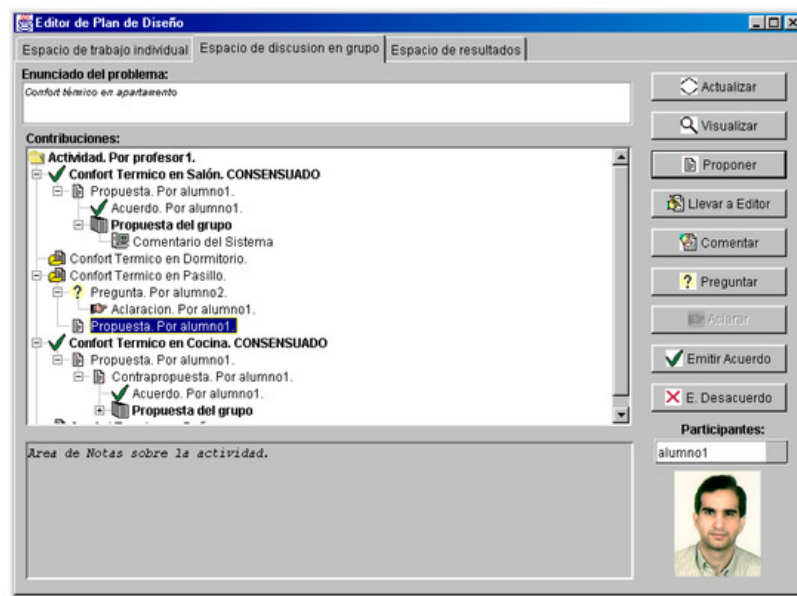 Editor de Plan de Diseño
Espacio de trabajo individual
Espacio de discusion en grupo
Espacio de resultados
Enunciado del problema:
Confort térmico en apartamento
Contribuciones:
Actividad. Por profesor1.
Confort Termico en Salón. CONSENSUADO
Propuesta. Por alumno1.
Acuerdo. Por alumno1.
Propuesta del grupo
Comentario del Sistema
Confort Termico en Dormitorio.
Confort Termico en Pasillo.
Pregunta. Por alumno2.
Aclaracion. Por alumno1.
Propuesta. Por alumno1.
Confort Termico en Cocina. CONSENSUADO
Propuesta. Por alumno1.
Contrapropuesta. Por alumno1.
Acuerdo. Por alumno1.
Propuesta del grupo
Area de Notas sobre la actividad.
Actualizar
Visualizar
Proponer
Llevar a Editor
Comentar
Preguntar
Aclarar
Emitir Acuerdo
E. Desacuerdo
Participantes:
alumno1